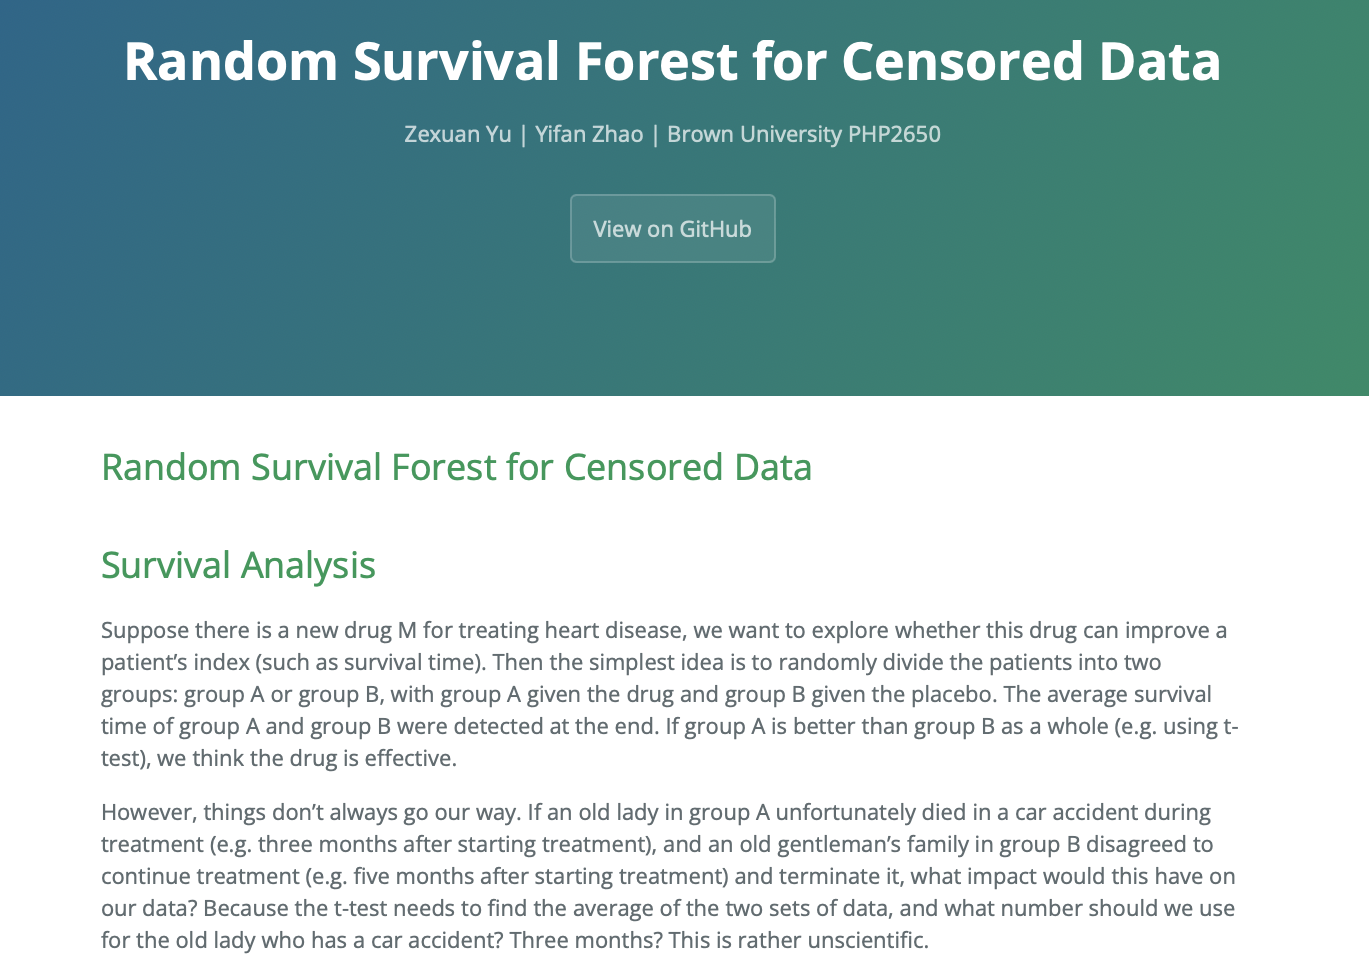 Random Survival Forest for Censored Data
Zexuan Yu | Yifan Zhao | Brown University PHP2650
View on GitHub
Random Survival Forest for Censored Data
Survival Analysis
Suppose there is a new drug M for treating heart disease, we want to explore whether this drug can improve a
patient’s index (such as survival time). Then the simplest idea is to randomly divide the patients into two
groups: group A or group B, with group A given the drug and group B given the placebo. The average survival
time of group A and group B were detected at the end. If group A is better than group B as a whole (e.g. using t-
test), we think the drug is effective.
However, things don’t always go our way. If an old lady in group A unfortunately died in a car accident during
treatment (e.g. three months after starting treatment), and an old gentleman’s family in group B disagreed to
continue treatment (e.g. five months after starting treatment) and terminate it, what impact would this have on
our data? Because the t-test needs to find the average of the two sets of data, and what number should we use
for the old lady who has a car accident? Three months? This is rather unscientific.